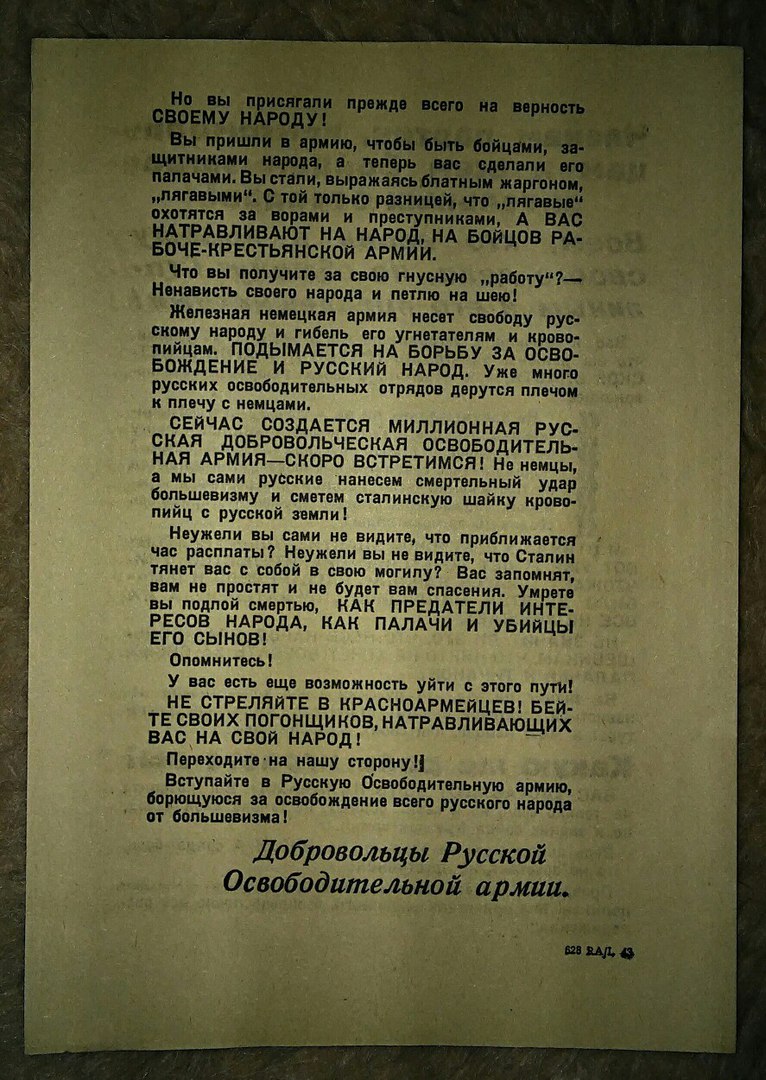 Но вы присягали прежде всего на верность
СВОЕМУ НАРОДУ!
Вы пришли в армию, чтобы быть бойцами, за-
щитниками народа, а теперь вас сделали его
палачами. Вы стали, выражаясь блатным жаргоном,
„лягавыми“. С той только разницей, что „лягавые“
охотятся за ворами и преступниками, А ВАС
НАТРАВЛИВАЮТ НА НАРОД, НА БОЙЦОВ РА-
БОЧЕ-КРЕСТЬЯНСКОЙ АРМИИ.
Что вы получите за свою гнусную „работу“?—
Ненависть своего народа и петлю на шею!
Железная немецкая армия несет свободу рус-
скому народу и гибель его угнетателям и крово-
пийцам. ПОДЫМАЕТСЯ НА БОРЬБУ ЗА ОСВО-
БОЖДЕНИЕ И РУССКИЙ НАРОД. Уже много
русских освободительных отрядов дерутся плечом
к плечу с немцами.
СЕЙЧАС СОЗДАЕТСЯ МИЛЛИОННАЯ РУС-
СКАЯ ДОБРОВОЛЬЧЕСКАЯ ОСВОБОДИТЕЛЬ-
НАЯ АРМИЯ—СКОРО ВСТРЕТИМСЯ! Не немцы,
а мы сами русские нанесем смертельный удар
большевизму и сметем сталинскую шайку крово-
пийц с русской земли!
Неужели вы сами не видите, что приближается
час расплаты? Неужели вы не видите, что Сталин
тянет вас с собой в свою могилу? Вас запомнят,
вам не простят и не будет вам спасения. Умрете
вы подлой смертью, КАК ПРЕДАТЕЛИ ИНТЕ-
РЕСОВ НАРОДА, КАК ПАЛАЧИ И УБИЙЦЫ
ЕГО СЫНОВ!
Опомнитесь!
У вас есть еще возможность уйти с этого пути!
НЕ СТРЕЛЯЙТЕ В КРАСНОАРМЕЙЦЕВ! БЕЙ-
ТЕ СВОИХ ПОГОНЩИКОВ, НАТРАВЛИВАЮЩИХ
ВАС НА СВОЙ НАРОД!
Переходите на нашу сторону!
Вступайте в Русскую Освободительную армию,
борющуюся за освобождение всего русского народа
от большевизма!
Добровольцы Русской
Освободительной армии.
628 RA/L 43